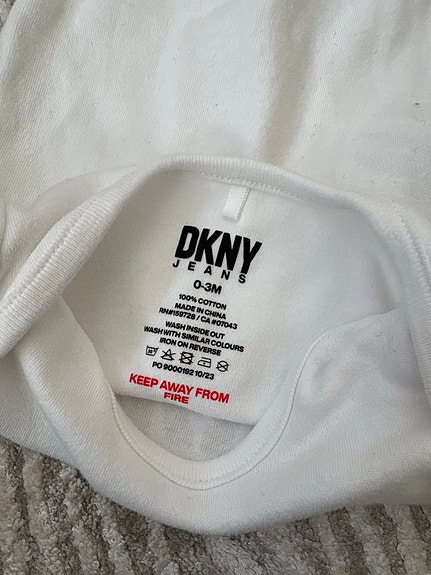 DKNY
JEANS
0-3M
100% COTTON
MADE IN CHINA
RN#159728 / CA #07043
WASH INSIDE OUT
WASH WITH SIMILAR COLOURS
IRON ON REVERSE
PO 9000192 10/23
KEEP AWAY FROM
FIRE